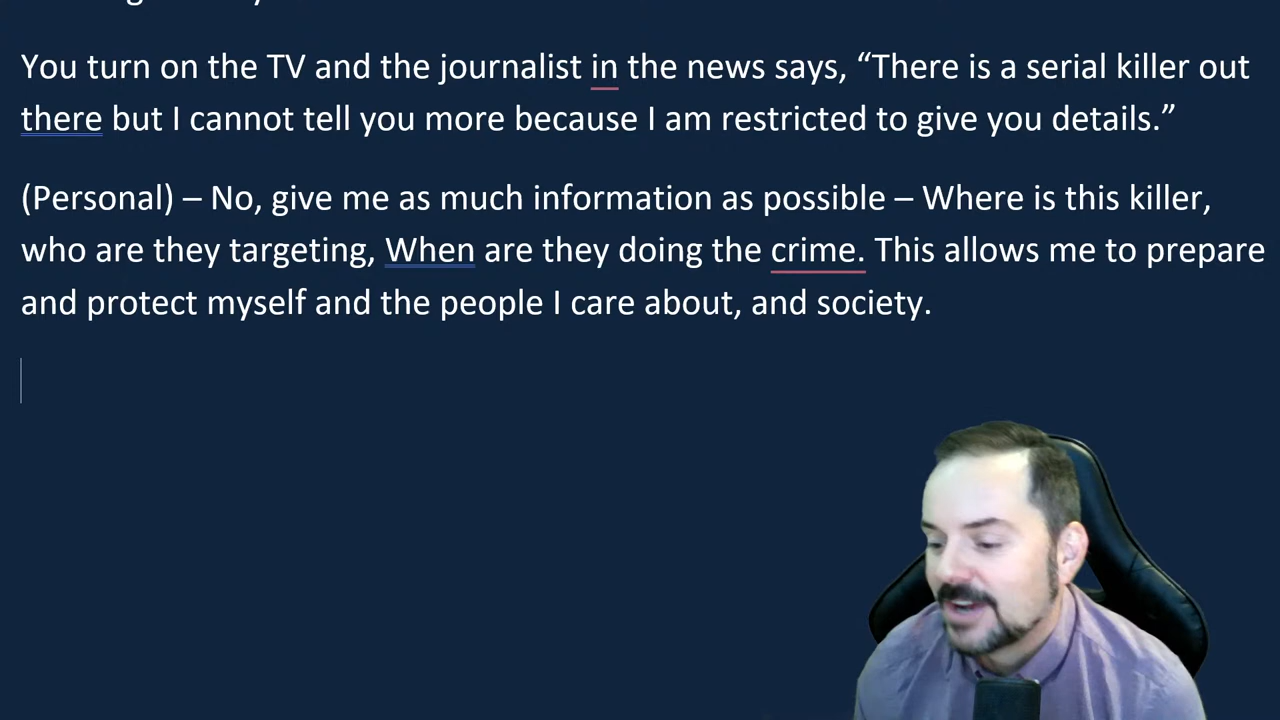 You turn on the TV and the journalist in the news says, “There is a serial killer out
there but I cannot tell you more because I am restricted to give you details.”
(Personal) – No, give me as much information as possible – Where is this killer,
who are they targeting, When are they doing the crime. This allows me to prepare
and protect myself and the people I care about, and society.